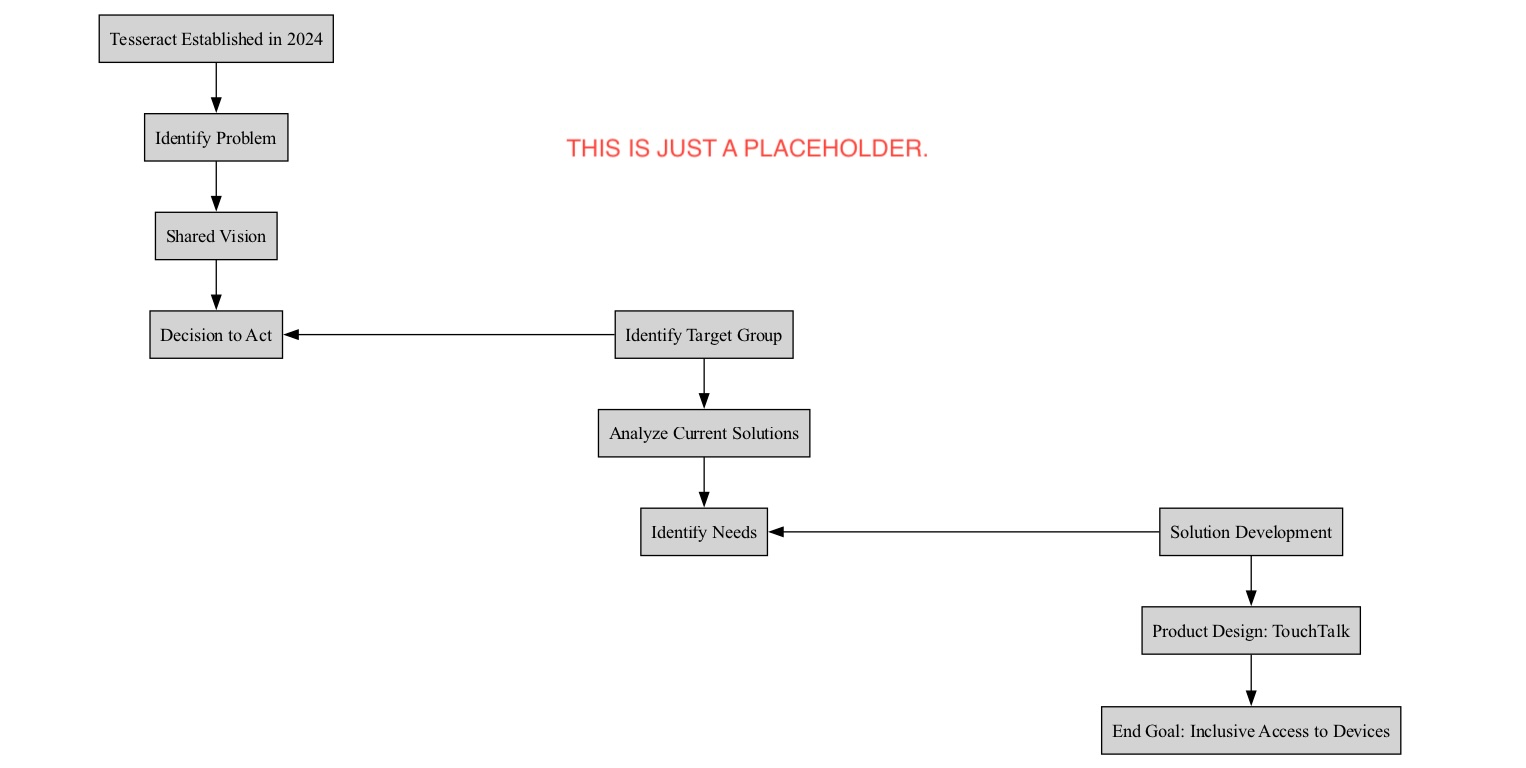 Tesseract Established in 2024
Identify Problem
THIS IS JUST A PLACEHOLDER.
Shared Vision
Decision to Act
Identify Target Group
Analyze Current Solutions
Identify Needs
Solution Development
Product Design: TouchTalk
End Goal: Inclusive Access to Devices